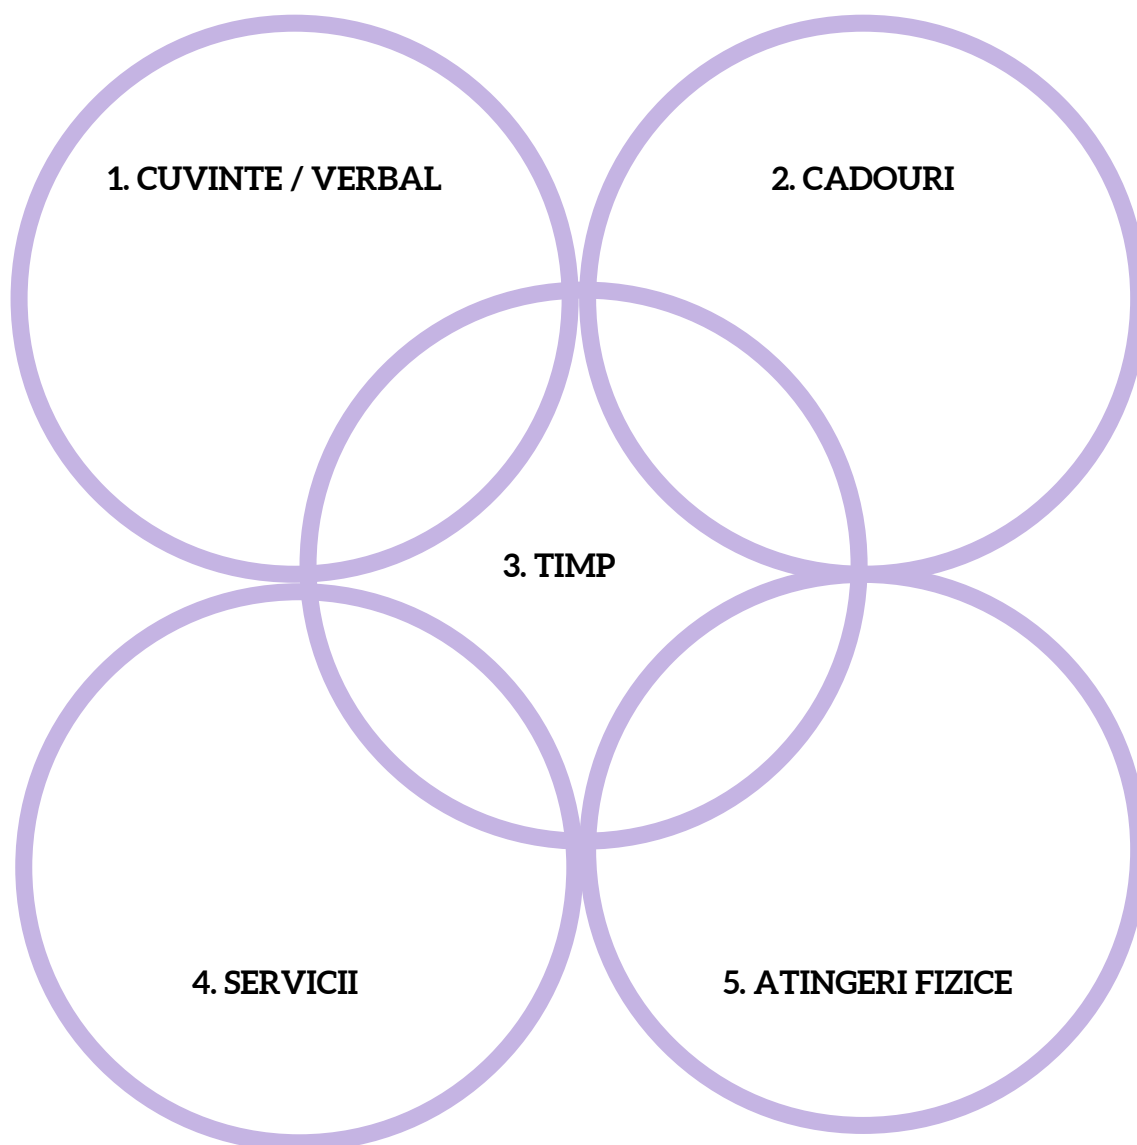 1. CUVINTE / VERBAL
2. CADOURI
3. TIMP
4. SERVICII
5. ATINGERI FIZICE